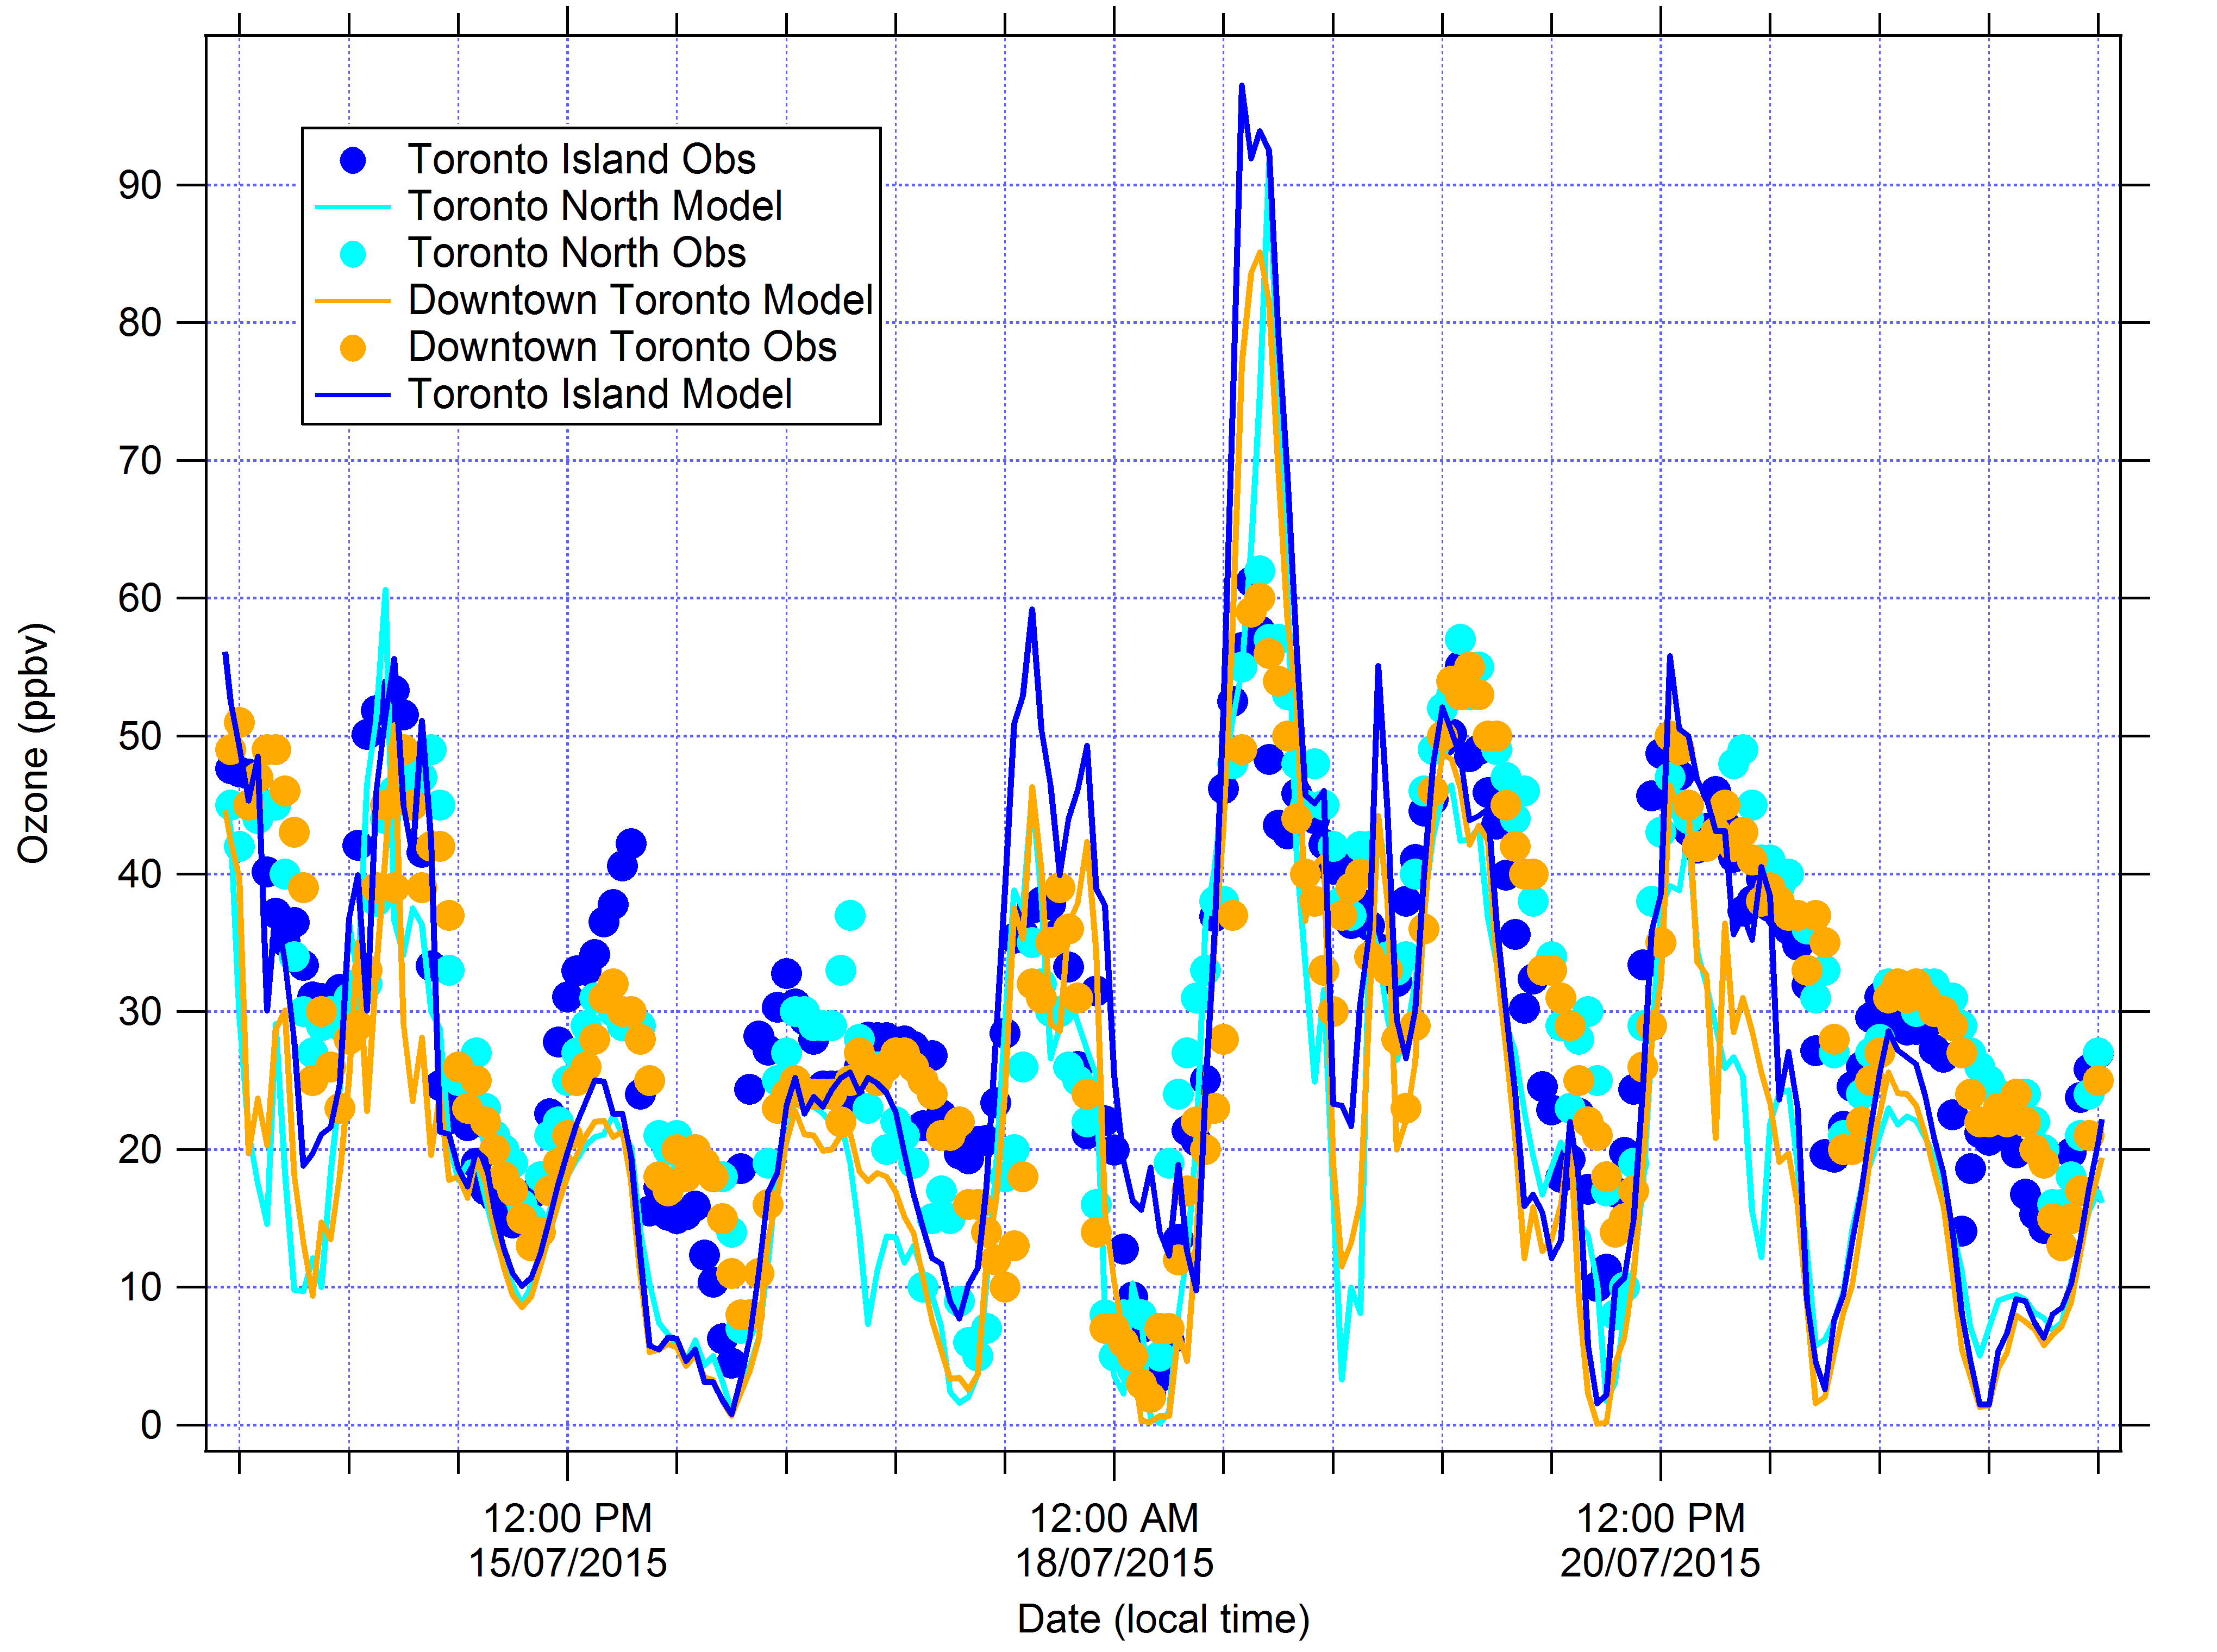 Toronto Island Obs
Toronto North Model
Toronto North Obs
Downtown Toronto Model
Downtown Toronto Obs
Toronto Island Model
90
80
70
60
50
40
30
20
10
0
Ozone (ppbv)
12:00 PM
15/07/2015
12:00 AM
18/07/2015
12:00 PM
20/07/2015
Date (local time)